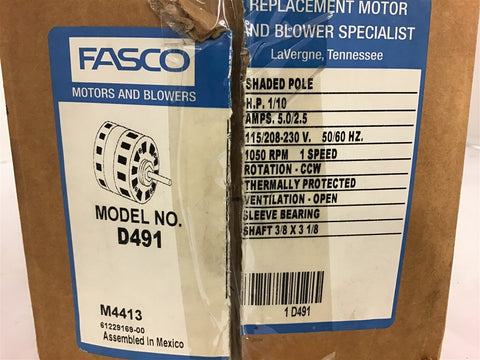 FASCO
MOTORS AND BLOWERS
MODEL NO.
D491
M4413
61229169-00
Assembled in Mexico
REPLACEMENT MOTOR
AND BLOWER SPECIALIST
LaVergne, Tennessee
SHADED POLE
H.P. 1/10
AMPS. 5.0/2.5
115/208-230 V. 50/60 HZ.
1050 RPM 1 SPEED
ROTATION - CCW
THERMALLY PROTECTED
VENTILATION - OPEN
SLEEVE BEARING
SHAFT 3/8 X 3 1/8
1 D491